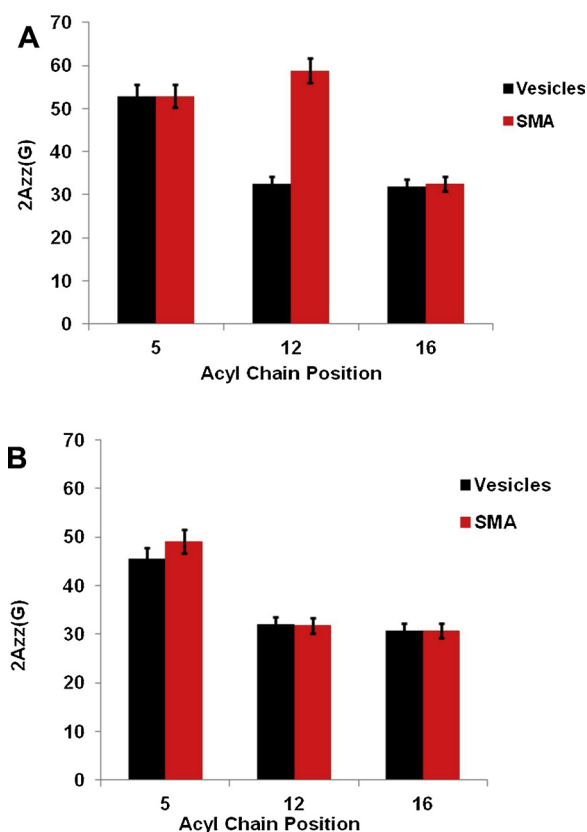 A
70
60
50
40
30
20
10
0
2Azz(G)
5
12
16
Acyl Chain Position
Vesicles
SMA
B
70
60
50
40
30
20
10
0
2Azz(G)
5
12
16
Acyl Chain Position
Vesicles
SMA